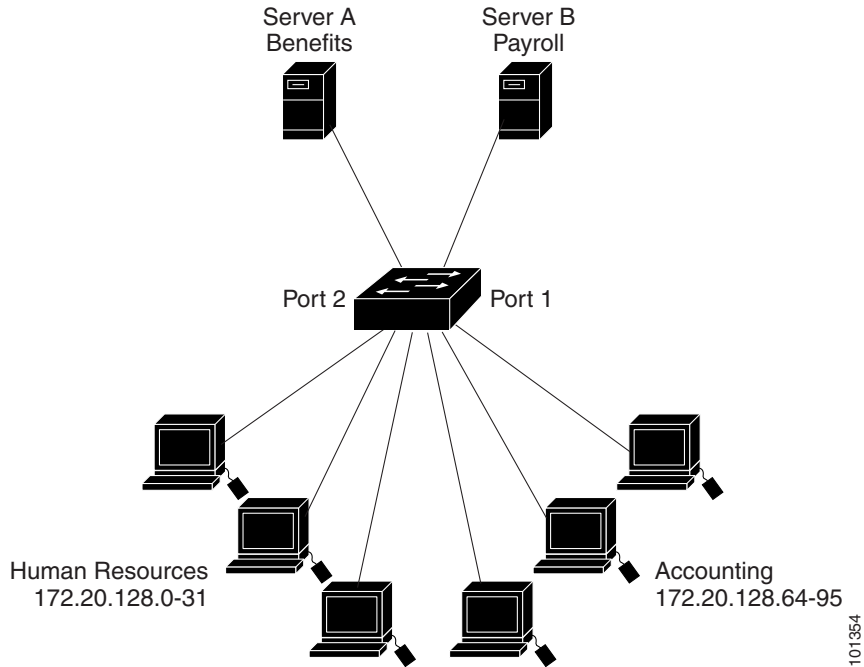 Server A
Benefits
Server B
Payroll
Port 2
Port 1
Human Resources
172.20.128.0-31
Accounting
172.20.128.64-95
101354